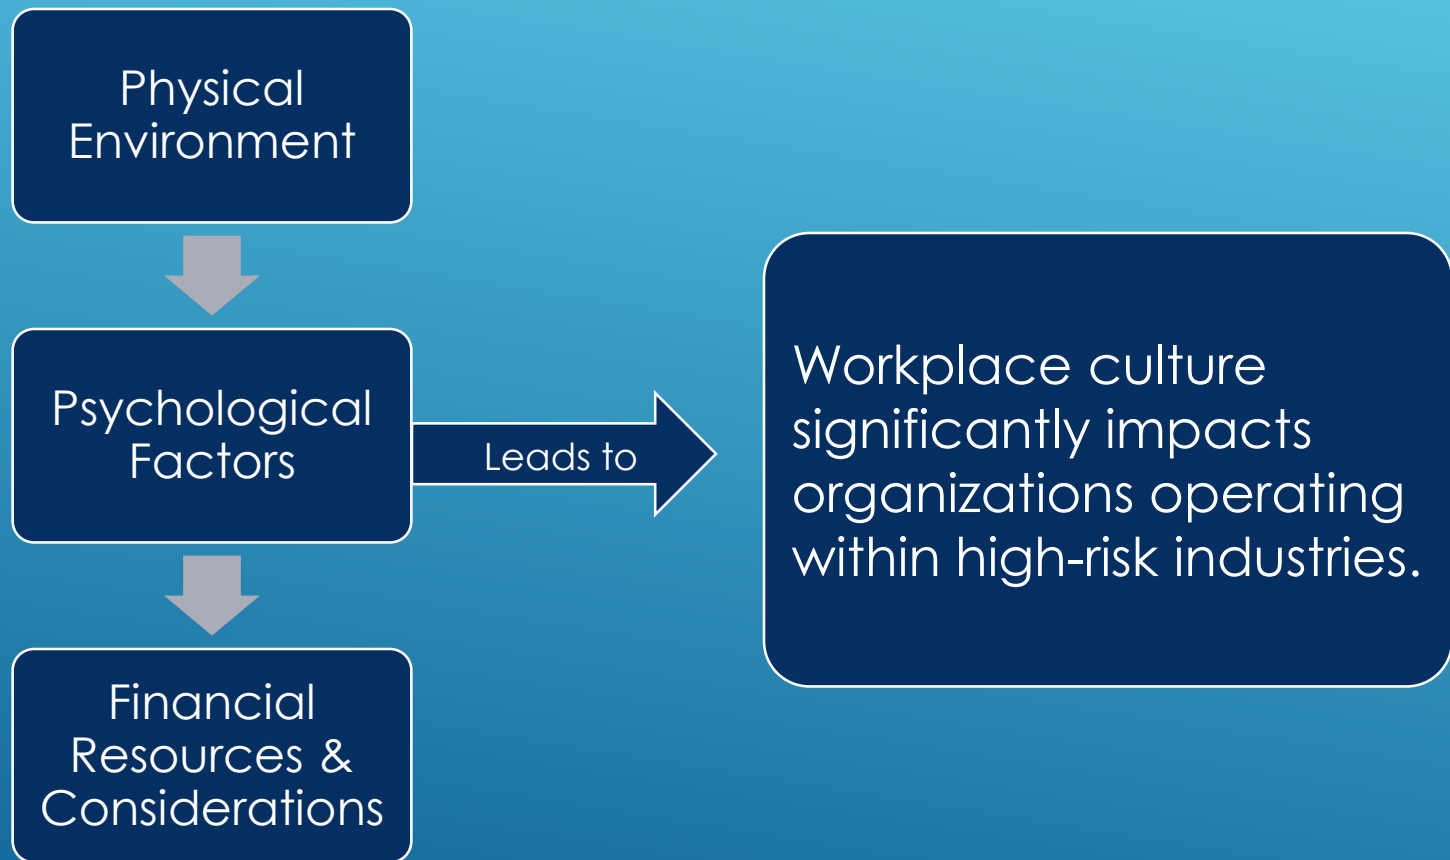 Physical
Environment
Psychological
Factors
Leads to
Financial
Resources &
Considerations
Workplace culture
significantly impacts
organizations operating
within high-risk industries.